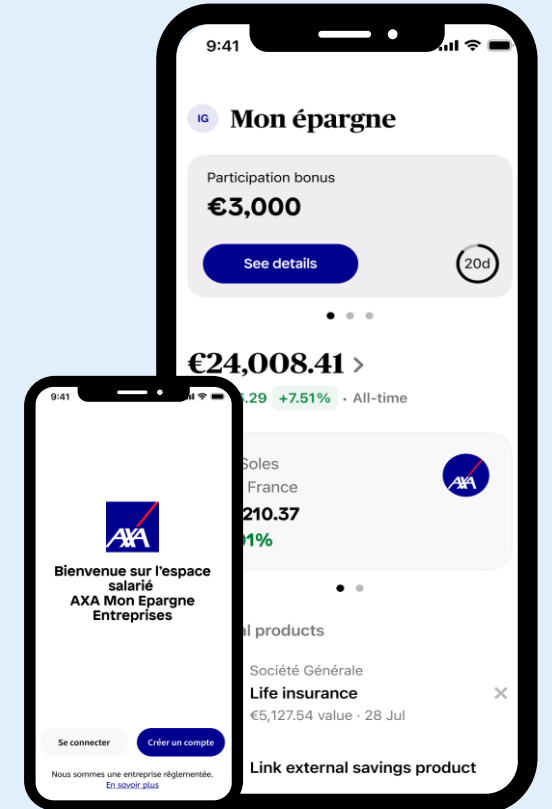 9:41
IG
Mon épargne
Participation bonus
€3,000
See details
20d
€24,008.41
.29 +7.51% · All-time
Soles
France
210.37
1%
AXA
products
Société Générale
Life insurance
€5,127.54 value · 28 Jul
Link external savings product
9:41
AXA
Bienvenue sur l'espace
salarié
AXA Mon Epargne
Entreprises
Se connecter
Créer un compte
Nous sommes une entreprise réglementée.
En savoir plus